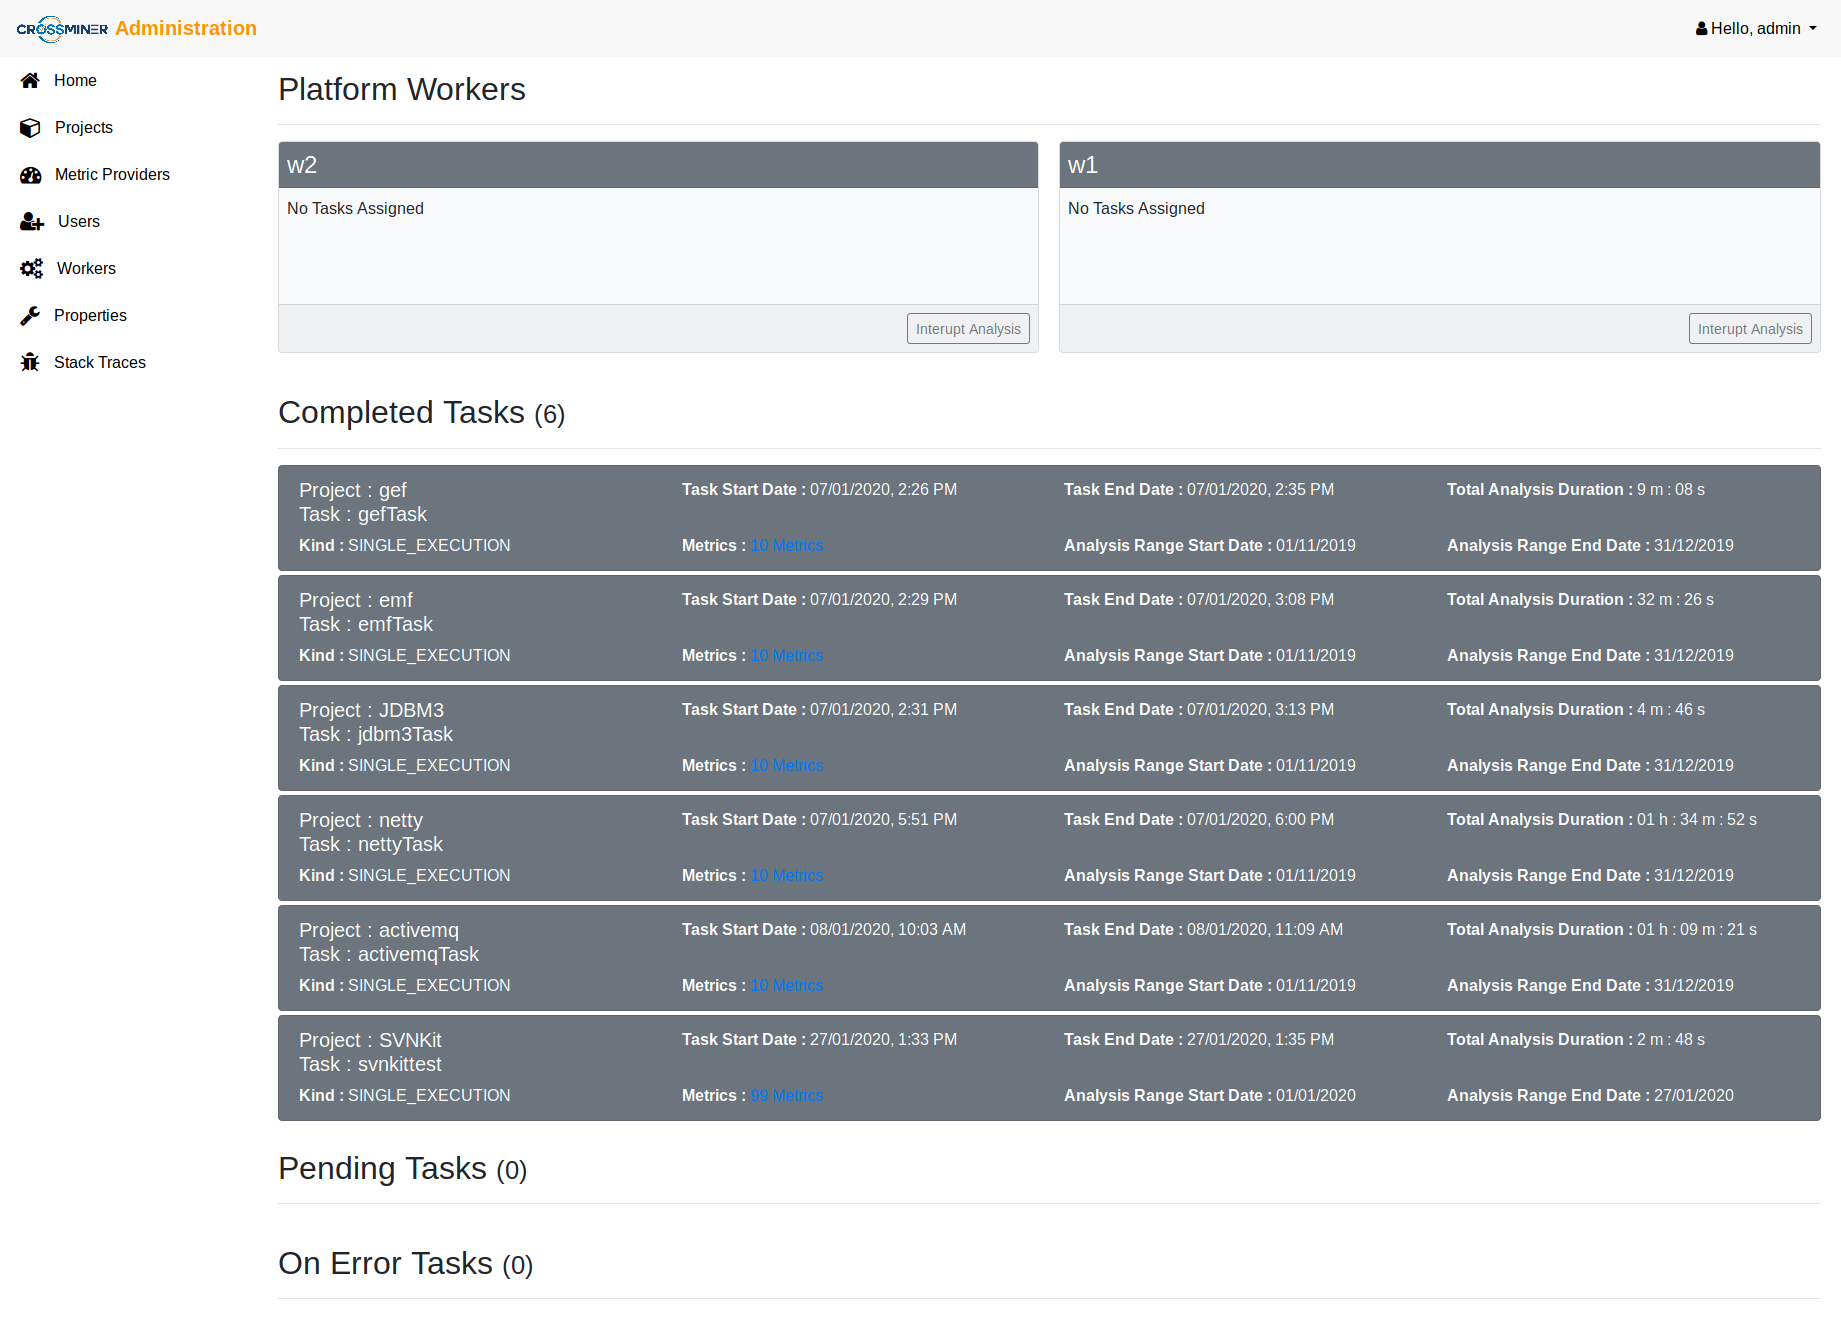 CROSSMINER Administration
Hello, admin
Home
Projects
Metric Providers
Users
Workers
Properties
Stack Traces
Platform Workers
w2
No Tasks Assigned
Interupt Analysis
w1
No Tasks Assigned
Interupt Analysis
Completed Tasks (6)
Project : gef
Task : gefTask
Task Start Date : 07/01/2020, 2:26 PM
Task End Date : 07/01/2020, 2:35 PM
Total Analysis Duration : 9 m : 08 s
Kind : SINGLE_EXECUTION
Metrics : 10 Metrics
Analysis Range Start Date : 01/11/2019
Analysis Range End Date : 31/12/2019
Project : emf
Task : emfTask
Task Start Date : 07/01/2020, 2:29 PM
Task End Date : 07/01/2020, 3:08 PM
Total Analysis Duration : 32 m : 26 s
Kind : SINGLE_EXECUTION
Metrics : 10 Metrics
Analysis Range Start Date : 01/11/2019
Analysis Range End Date : 31/12/2019
Project : JDBM3
Task : jdbm3Task
Task Start Date : 07/01/2020, 2:31 PM
Task End Date : 07/01/2020, 3:13 PM
Total Analysis Duration : 4 m : 46 s
Kind : SINGLE_EXECUTION
Metrics : 10 Metrics
Analysis Range Start Date : 01/11/2019
Analysis Range End Date : 31/12/2019
Project : netty
Task : nettyTask
Task Start Date : 07/01/2020, 5:51 PM
Task End Date : 07/01/2020, 6:00 PM
Total Analysis Duration : 01 h : 34 m : 52 s
Kind : SINGLE_EXECUTION
Metrics : 10 Metrics
Analysis Range Start Date : 01/11/2019
Analysis Range End Date : 31/12/2019
Project : activemq
Task : activemqTask
Task Start Date : 08/01/2020, 10:03 AM
Task End Date : 08/01/2020, 11:09 AM
Total Analysis Duration : 01 h : 09 m : 21 s
Kind : SINGLE_EXECUTION
Metrics : 10 Metrics
Analysis Range Start Date : 01/11/2019
Analysis Range End Date : 31/12/2019
Project : SVNKit
Task : svnkittest
Task Start Date : 27/01/2020, 1:33 PM
Task End Date : 27/01/2020, 1:35 PM
Total Analysis Duration : 2 m : 48 s
Kind : SINGLE_EXECUTION
Metrics : 99 Metrics
Analysis Range Start Date : 01/01/2020
Analysis Range End Date : 27/01/2020
Pending Tasks (0)
On Error Tasks (0)